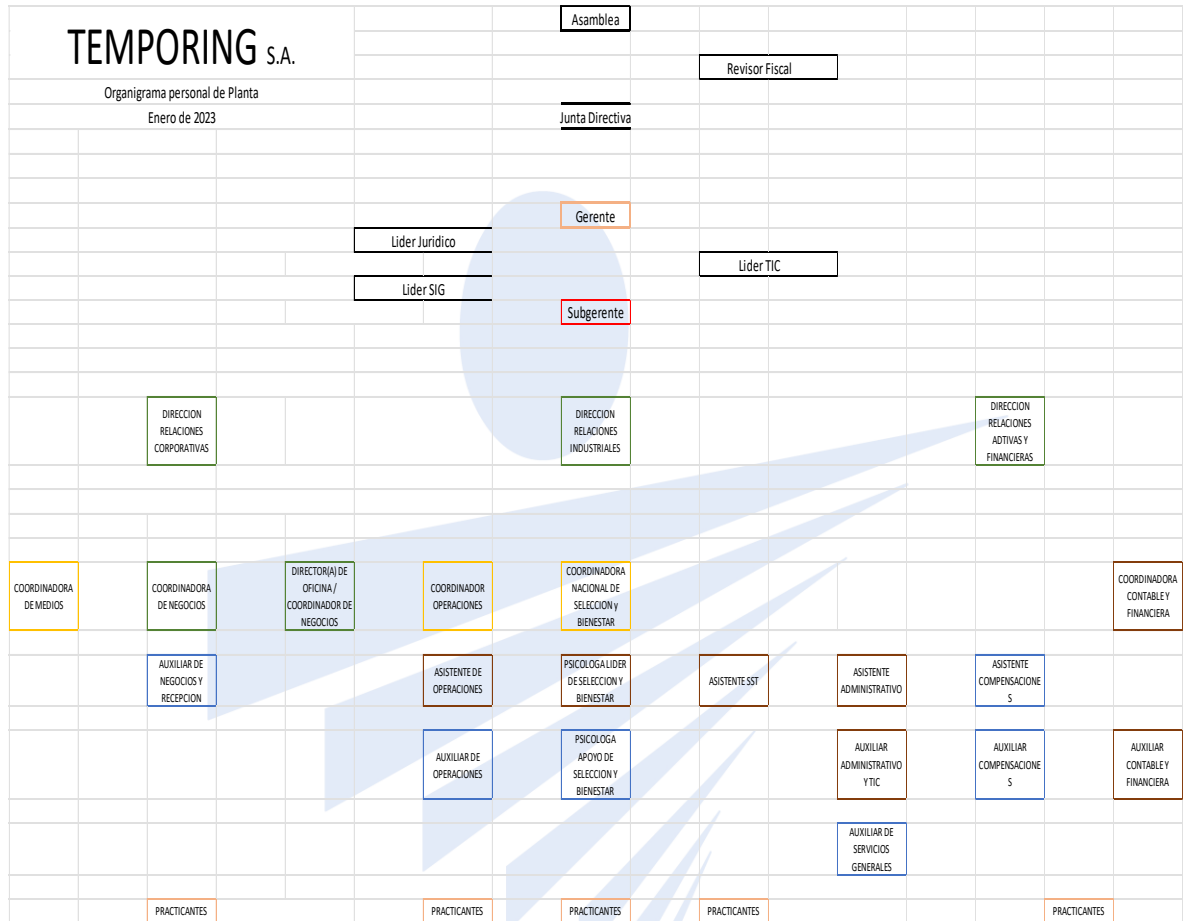 Asamblea
TEMPORING S.A.
Revisor Fiscal
Organigrama personal de Planta
Enero de 2023
Junta Directiva
Gerente
Lider Juridico
Lider TIC
Lider SIG
Subgerente
DIRECCION
RELACIONES
CORPORATIVAS
DIRECCION
RELACIONES
INDUSTRIALES
DIRECCION
RELACIONES
ADTIVAS Y
FINANCIERAS
COORDINADORA
DE MEDIOS
COORDINADORA
DE NEGOCIOS
DIRECTOR(A) DE
OFICINA /
COORDINADOR DE
NEGOCIOS
COORDINADOR
OPERACIONES
COORDINADORA
NACIONAL DE
SELECCION y
BIENESTAR
COORDINADORA
CONTABLE Y
FINANCIERA
AUXILIAR DE
NEGOCIOS Y
RECEPCION
ASISTENTE DE
OPERACIONES
PSICOLOGA LIDER
DE SELECCION Y
BIENESTAR
ASISTENTE SST
ASISTENTE
ADMINISTRATIVO
ASISTENTE
COMPENSACIONE
S
AUXILIAR DE
OPERACIONES
PSICOLOGA
APOYO DE
SELECCION Y
BIENESTAR
AUXILIAR
ADMINISTRATIVO
Y TIC
AUXILIAR
COMPENSACIONE
S
AUXILIAR
CONTABLE Y
FINANCIERA
AUXILIAR DE
SERVICIOS
GENERALES
PRACTICANTES
PRACTICANTES
PRACTICANTES
PRACTICANTES
PRACTICANTES